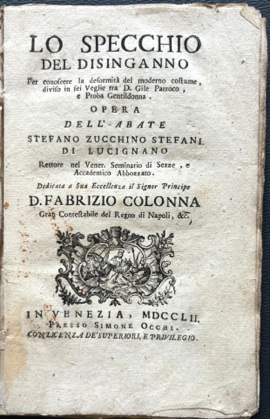 LO SPECCHIO
DEL DISINGANNO
Per conoscere la deformità del moderno costume,
diviso in sei Veglie tra D. Gile Parroco,
e Proba Gentildonna.
OPERA
DELL'ABATE
STEFANO ZUCCHINO STEFANI
DI LUCIGNANO
Rettore nel Vener. Seminario di Sezze, e
Accademico Abbozzato.
Dedicata a Sua Eccellenza il Signor Principe
D. FABRIZIO COLONNA
Gran Contestabile del Regno di Napoli, &c.
IN VENEZIA, MDCCLII.
PRESSO SIMONE OCCHI.
CON LICENZA DE' SUPERIORI, E PRIVILEGIO.